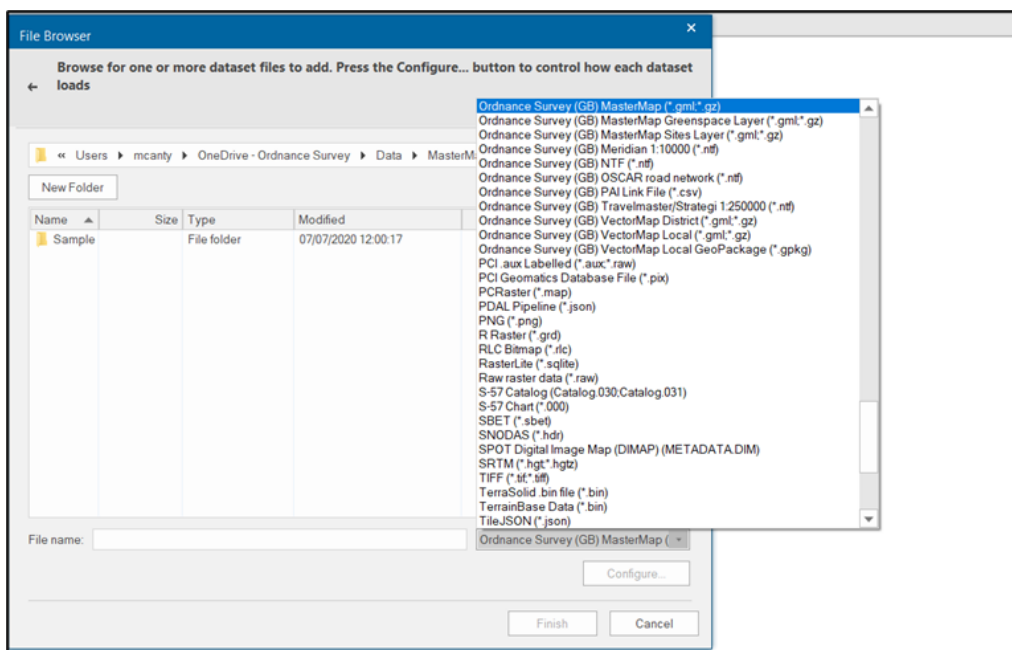 File Browser
Browse for one or more dataset files to add. Press the Configure... button to control how each dataset
loads
« Users OneDrive - Ordnance Survey Data MasterM
New Folder
Name Size Type Modified
Sample File folder 07/07/2020 12:00:17
Ordnance Survey (GB) MasterMap (*.gml;*.gz)
Ordnance Survey (GB) MasterMap Greenspace Layer (*.gml;*.gz)
Ordnance Survey (GB) MasterMap Sites Layer (*.gml;*.gz)
Ordnance Survey (GB) Meridian 1:10000 (*.ntf)
Ordnance Survey (GB) NTF (*.ntf)
Ordnance Survey (GB) OSCAR road network (*.ntf)
Ordnance Survey (GB) PAI Link File (*.csv)
Ordnance Survey (GB) Travelmaster/Strategi 1:250000 (*.ntf)
Ordnance Survey (GB) VectorMap District (*.gml;*.gz)
Ordnance Survey (GB) VectorMap Local (*.gml;*.gz)
Ordnance Survey (GB) VectorMap Local GeoPackage (*.gpkg)
PCI .aux Labelled (*.aux;*.raw)
PCI Geomatics Database File (*.pix)
PCRaster (*.map)
PDAL Pipeline (*.json)
PNG (*.png)
R Raster (*.grd)
RLC Bitmap (*.rlc)
RasterLite (*.sqlite)
Raw raster data (*.raw)
S-57 Catalog (Catalog.030;Catalog.031)
S-57 Chart (*.000)
SBET (*.sbet)
SNODAS (*.hdr)
SPOT Digital Image Map (DIMAP) (METADATA.DIM)
SRTM (*.hgt;*.hgtz)
TIFF (*.tif;*.tiff)
TerraSolid .bin file (*.bin)
TerrainBase Data (*.bin)
TileJSON (*.json)
File name: Ordnance Survey (GB) MasterMap (
Configure...
Finish Cancel